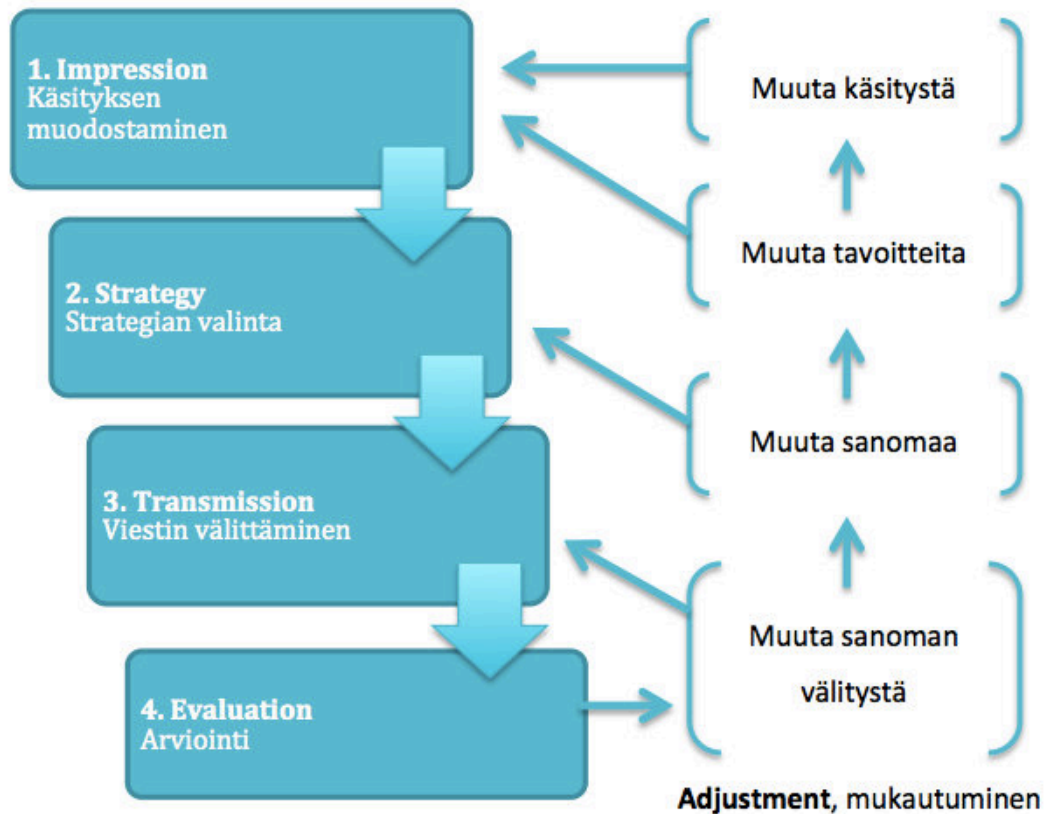 1. Impression
Käsityksen
muodostaminen
2. Strategy
Strategian valinta
3. Transmission
Viestin välittäminen
4. Evaluation
Arviointi
Muuta käsitystä
Muuta tavoitteita
Muuta sanomaa
Muuta sanoman
välitystä
Adjustment, mukautuminen